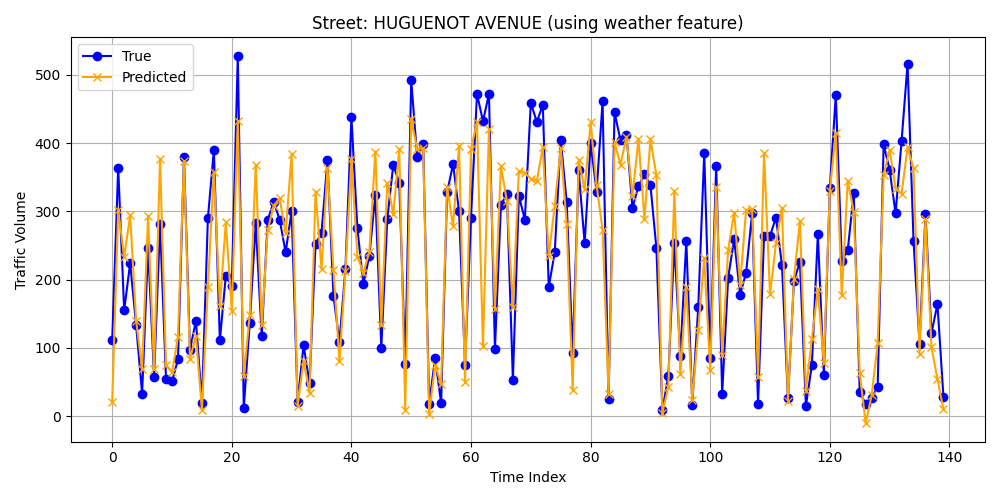 Street: HUGUENOT AVENUE (using weather feature)
True
Predicted
Traffic Volume
500
400
300
200
100
0
0 20 40 60 80 100 120 140
Time Index